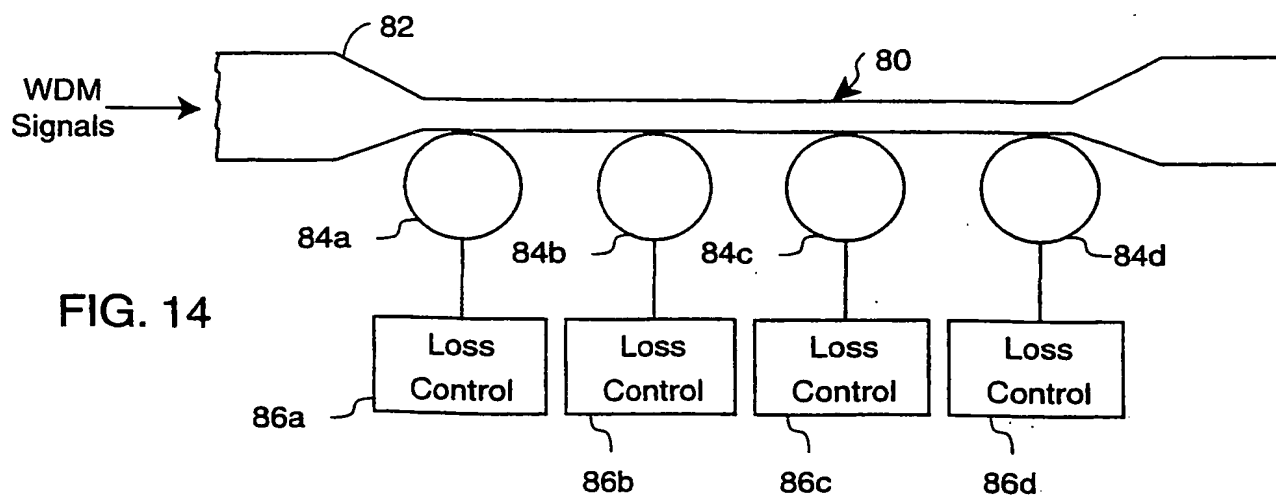 82
80
WDM
Signals
84a
84b
84c
84d
FIG. 14
Loss
Control
Loss
Control
Loss
Control
Loss
Control
86a
86b
86c
86d